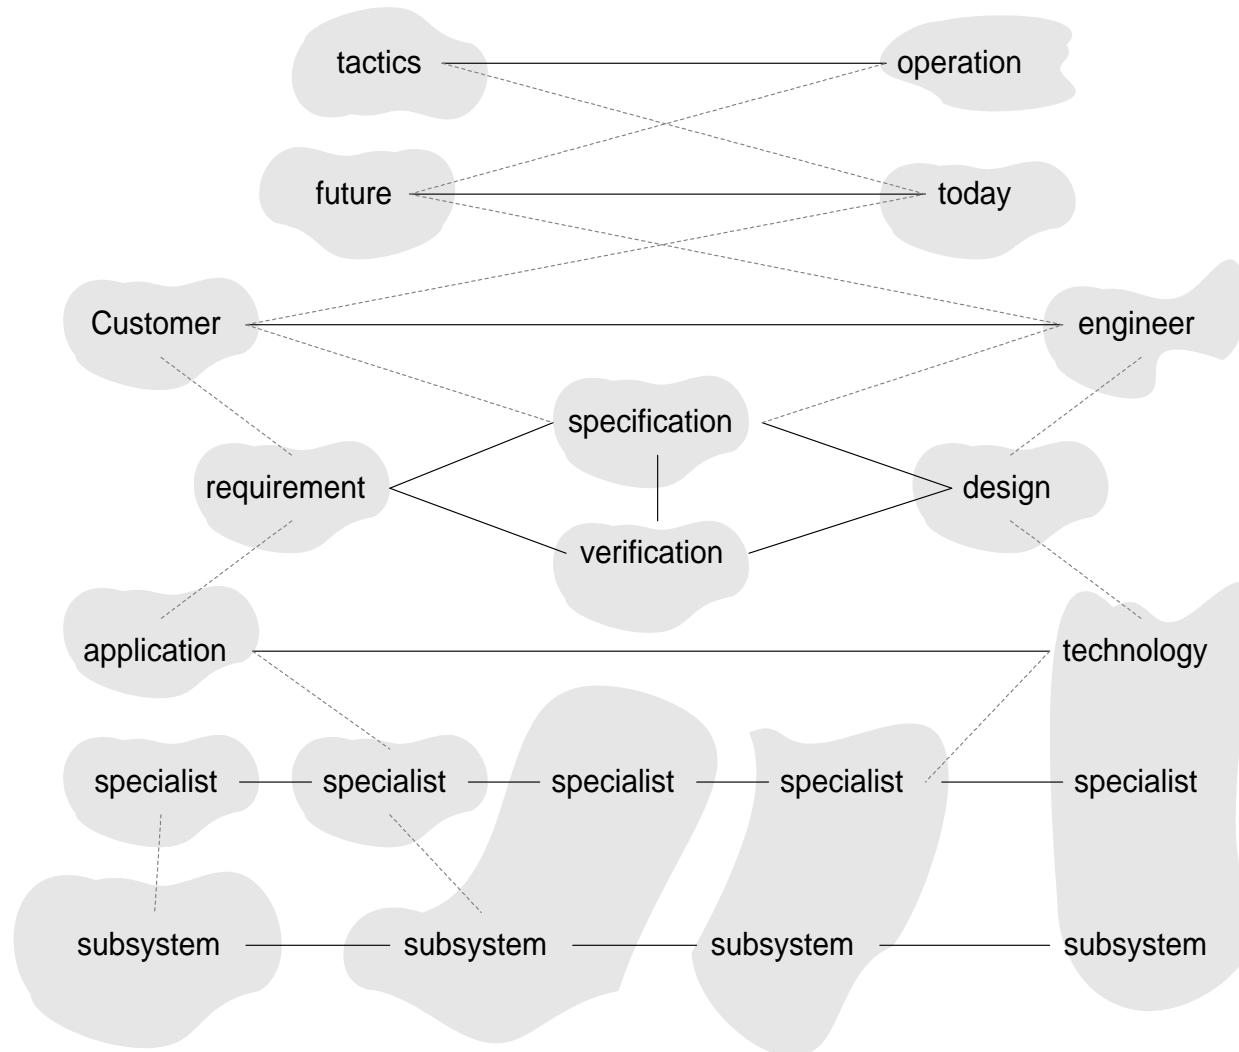 tactics operation
future today
Customer engineer
specification
requirement design
verification
application technology
specialist specialist specialist specialist specialist
subsystem subsystem subsystem subsystem